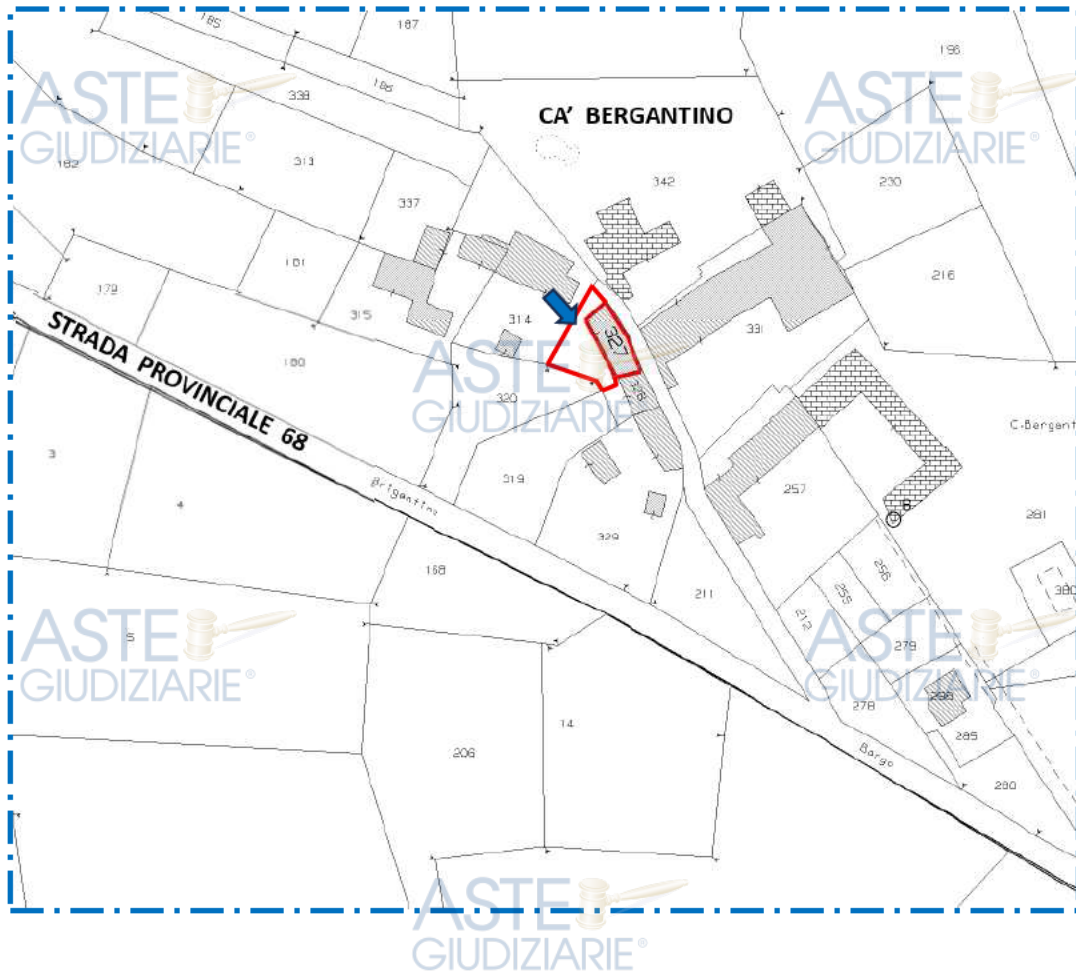 185
187
196
ASTE
GIUDIZIARIE®
ASTE
GIUDIZIARIE®
186
338
CA' BERGANTINO
182
313
342
230
337
181
216
179
315
314
327
331
STRADA PROVINCIALE 68
180
ASTE
GIUDIZIARIE®
320
328
C.Bergant
3
319
Brigantina
257
4
8
281
329
168
256
255
380
211
212
ASTE
GIUDIZIARIE®
5
ASTE
GIUDIZIARIE®
279
278
14
285
206
Borgo
280
ASTE
GIUDIZIARIE®